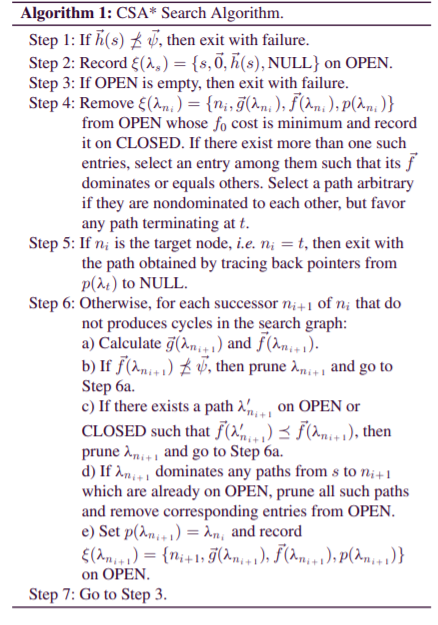 Algorithm 1: CSA* Search Algorithm.
Step 1: If $\vec{h}(s) \npreceq \vec{\psi}$, then exit with failure.
Step 2: Record $\xi(\lambda_s) = \{s, \vec{0}, \vec{h}(s), \text{NULL}\}$ on OPEN.
Step 3: If OPEN is empty, then exit with failure.
Step 4: Remove $\xi(\lambda_{n_i}) = \{n_i, \vec{g}(\lambda_{n_i}), \vec{f}(\lambda_{n_i}), p(\lambda_{n_i})\}$
from OPEN whose $f_0$ cost is minimum and record
it on CLOSED. If there exist more than one such
entries, select an entry among them such that its $\vec{f}$
dominates or equals others. Select a path arbitrary
if they are nondominated to each other, but favor
any path terminating at $t$.
Step 5: If $n_i$ is the target node, i.e. $n_i = t$, then exit with
the path obtained by tracing back pointers from
$p(\lambda_t)$ to NULL.
Step 6: Otherwise, for each successor $n_{i+1}$ of $n_i$ that do
not produces cycles in the search graph:
a) Calculate $\vec{g}(\lambda_{n_{i+1}})$ and $\vec{f}(\lambda_{n_{i+1}})$.
b) If $\vec{f}(\lambda_{n_{i+1}}) \npreceq \vec{\psi}$, then prune $\lambda_{n_{i+1}}$ and go to
Step 6a.
c) If there exists a path $\lambda'_{n_{i+1}}$ on OPEN or
CLOSED such that $\vec{f}(\lambda'_{n_{i+1}}) \preceq \vec{f}(\lambda_{n_{i+1}})$, then
prune $\lambda_{n_{i+1}}$ and go to Step 6a.
d) If $\lambda_{n_{i+1}}$ dominates any paths from $s$ to $n_{i+1}$
which are already on OPEN, prune all such paths
and remove corresponding entries from OPEN.
e) Set $p(\lambda_{n_{i+1}}) = \lambda_{n_i}$ and record
$\xi(\lambda_{n_{i+1}}) = \{n_{i+1}, \vec{g}(\lambda_{n_{i+1}}), \vec{f}(\lambda_{n_{i+1}}), p(\lambda_{n_{i+1}})\}$
on OPEN.
Step 7: Go to Step 3.